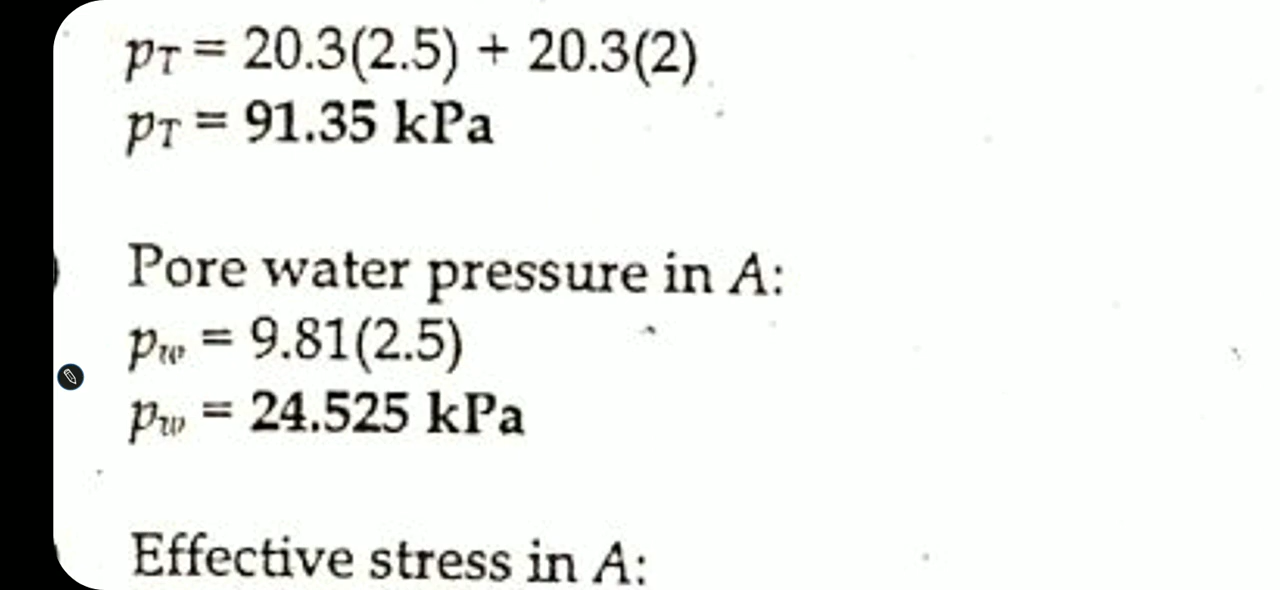 pT = 20.3(2.5) + 20.3(2)
pT = 91.35 kPa
) Pore water pressure in A:
pw = 9.81(2.5)
pw = 24.525 kPa
Effective stress in A: